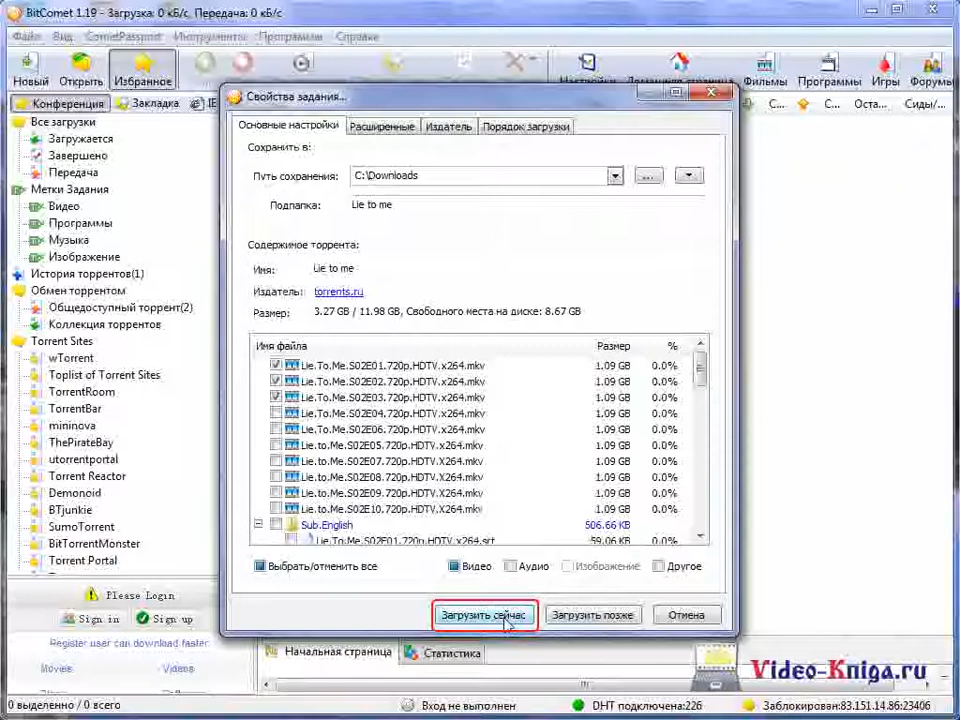 BitComet 1.19 - Загрузка: 0 кБ/с, Передача: 0 кБ/с
Файл Вид CometPassport Инструменты Программы Справка
Новый Открыть Избранное Настройки Домашняя страница Фильмы Программы Игры Форумы
Конференция Закладка IE
С... С... Оста... Сиды/...
Все загрузки
Загружается
Завершено
Передача
Метки Задания
Видео
Программы
Музыка
Изображение
История торрентов(1)
Обмен торрентом
Общедоступный торрент(2)
Коллекция торрентов
Torrent Sites
wTorrent
Toplist of Torrent Sites
TorrentRoom
TorrentBar
mininova
ThePirateBay
utorrentportal
Torrent Reactor
Demonoid
BTjunkie
SumoTorrent
BitTorrentMonster
Torrent Portal
Please Login
Sign in Sign up
Register user can download faster
Movies Videos
Свойства задания...
Основные настройки Расширенные Издатель Порядок загрузки
Сохранить в:
Путь сохранения: C:\Downloads ...
Подпапка: Lie to me
Содержимое торрента:
Имя: Lie to me
Издатель: torrents.ru
Размер: 3.27 GB / 11.98 GB, Свободного места на диске: 8.67 GB
Имя файла Размер %
Lie.To.Me.S02E01.720p.HDTV.x264.mkv 1.09 GB 0.0%
Lie.To.Me.S02E02.720p.HDTV.x264.mkv 1.09 GB 0.0%
Lie.To.Me.S02E03.720p.HDTV.x264.mkv 1.09 GB 0.0%
Lie.To.Me.S02E04.720p.HDTV.x264.mkv 1.09 GB 0.0%
Lie.To.Me.S02E06.720p.HDTV.x264.mkv 1.09 GB 0.0%
Lie.to.Me.S02E05.720p.HDTV.X264.mkv 1.09 GB 0.0%
Lie.to.Me.S02E07.720p.HDTV.X264.mkv 1.09 GB 0.0%
Lie.to.Me.S02E08.720p.HDTV.X264.mkv 1.09 GB 0.0%
Lie.to.Me.S02E09.720p.HDTV.X264.mkv 1.09 GB 0.0%
Lie.to.Me.S02E10.720p.HDTV.X264.mkv 1.09 GB 0.0%
Sub.English 506.66 KB
Lie.To.Me.S02E01.720p.HDTV.x264.srt 59.06 KB 0.0%
Выбрать/отменить все Видео Аудио Изображение Другое
Загрузить сейчас Загрузить позже Отмена
Начальная страница Статистика
Video-Kniga.ru
0 выделенно / 0 всего Вход не выполнен DHT подключена:226 Заблокирован:83.151.14.86:23406